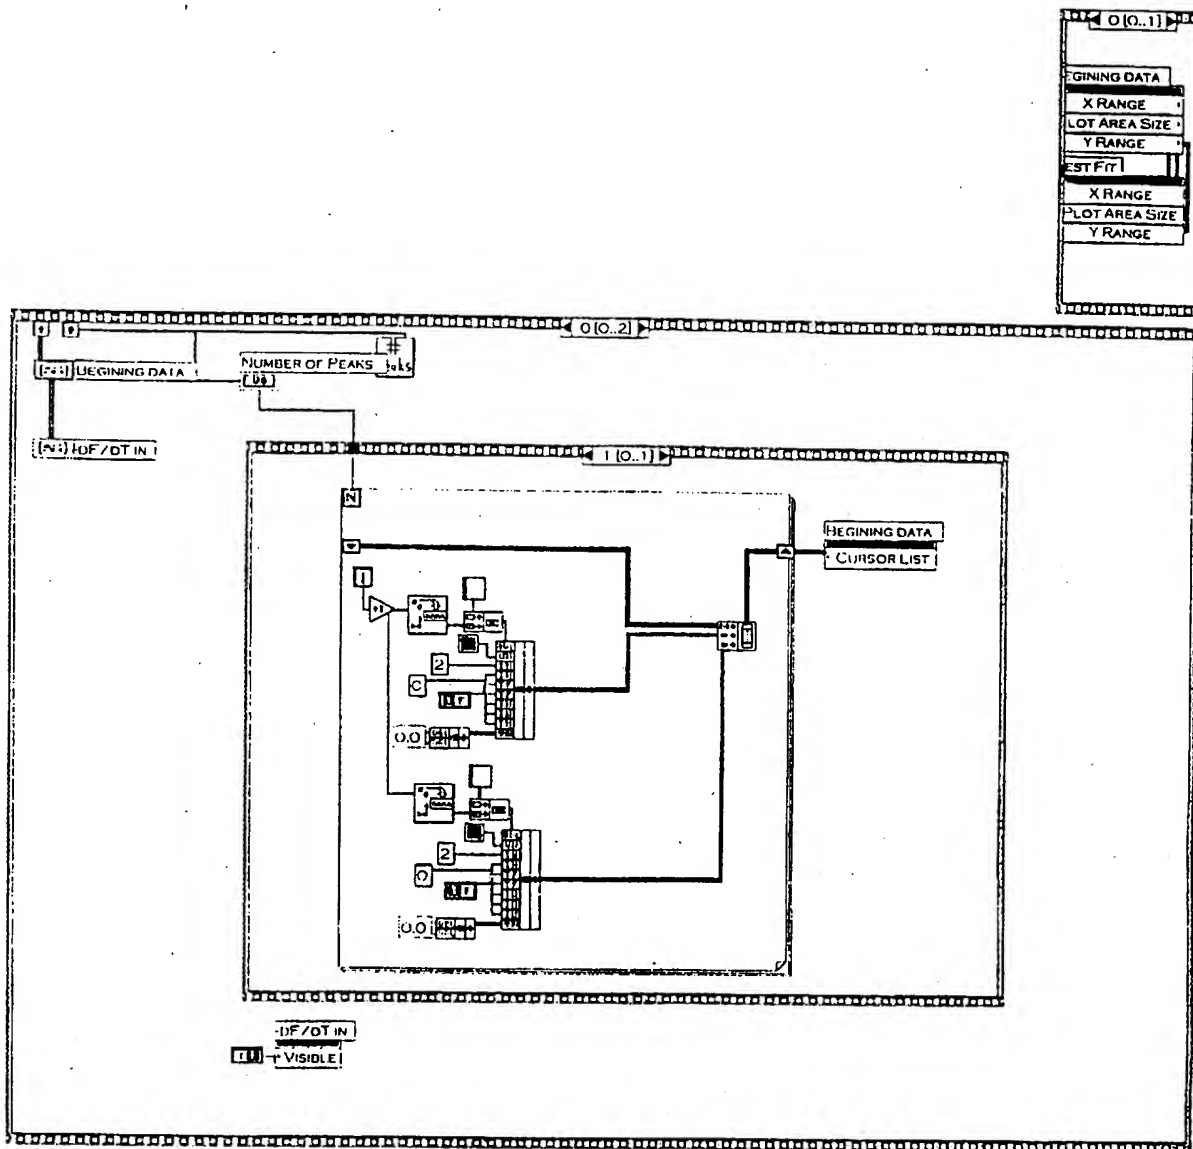 0 [0..1]
EGINING DATA
X RANGE
LOT AREA SIZE
Y RANGE
EST FIT
X RANGE
PLOT AREA SIZE
Y RANGE
0 [0..2]
#
BEGINING DATA
NUMBER OF PEAKS
aks
-DF/DT IN
1 [0..1]
N
BEGINING DATA
CURSOR LIST
2
0.0
2
0.0
-DF/DT IN
VISIBLE